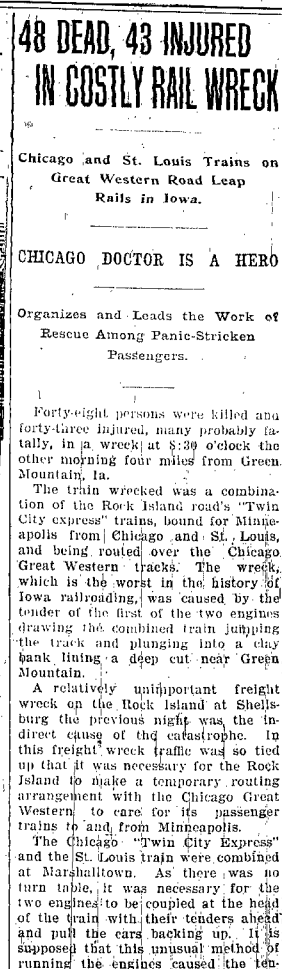 48 DEAD, 43 INJURED
IN COSTLY RAIL WRECK
Chicago and St. Louis Trains on
Great Western Road Leap
Rails in Iowa.
CHICAGO DOCTOR IS A HERO
Organizes and Leads the Work of
Rescue Among Panic-Stricken
Passengers.
Forty-eight persons were killed and
forty-three injured, many probably fa-
tally, in a wreck at 8:30 o'clock the
other morning four miles from Green
Mountain, Ia.
The train wrecked was a combina-
tion of the Rock Island road's "Twin
City express" trains, bound for Minne-
apolis from Chicago and St. Louis,
and being routed over the Chicago
Great Western tracks. The wreck,
which is the worst in the history of
Iowa railroading, was caused by the
tender of the first of the two engines
drawing the combined train jumping
the track and plunging into a clay
bank lining a deep cut near Green
Mountain.
A relatively unimportant freight
wreck on the Rock Island at Shells-
burg the previous night was the in-
direct cause of the catastrophe. In
this freight wreck traffic was so tied
up that it was necessary for the Rock
Island to make a temporary routing
arrangement with the Chicago Great
Western to care for its passenger
trains to and from Minneapolis.
The Chicago "Twin City Express"
and the St. Louis train were combined
at Marshalltown. As there was no
turn table, it was necessary for the
two engines to be coupled at the head
of the train with their tenders ahead
and pull the cars backing up. It is
supposed that this unusual method of
running the engines caused the ten-